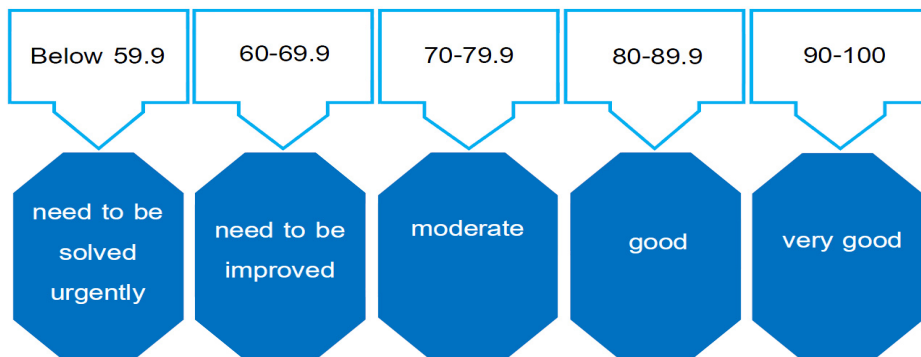 Below 59.9
60-69.9
70-79.9
80-89.9
90-100
need to be
solved
urgently
need to be
improved
moderate
good
very good